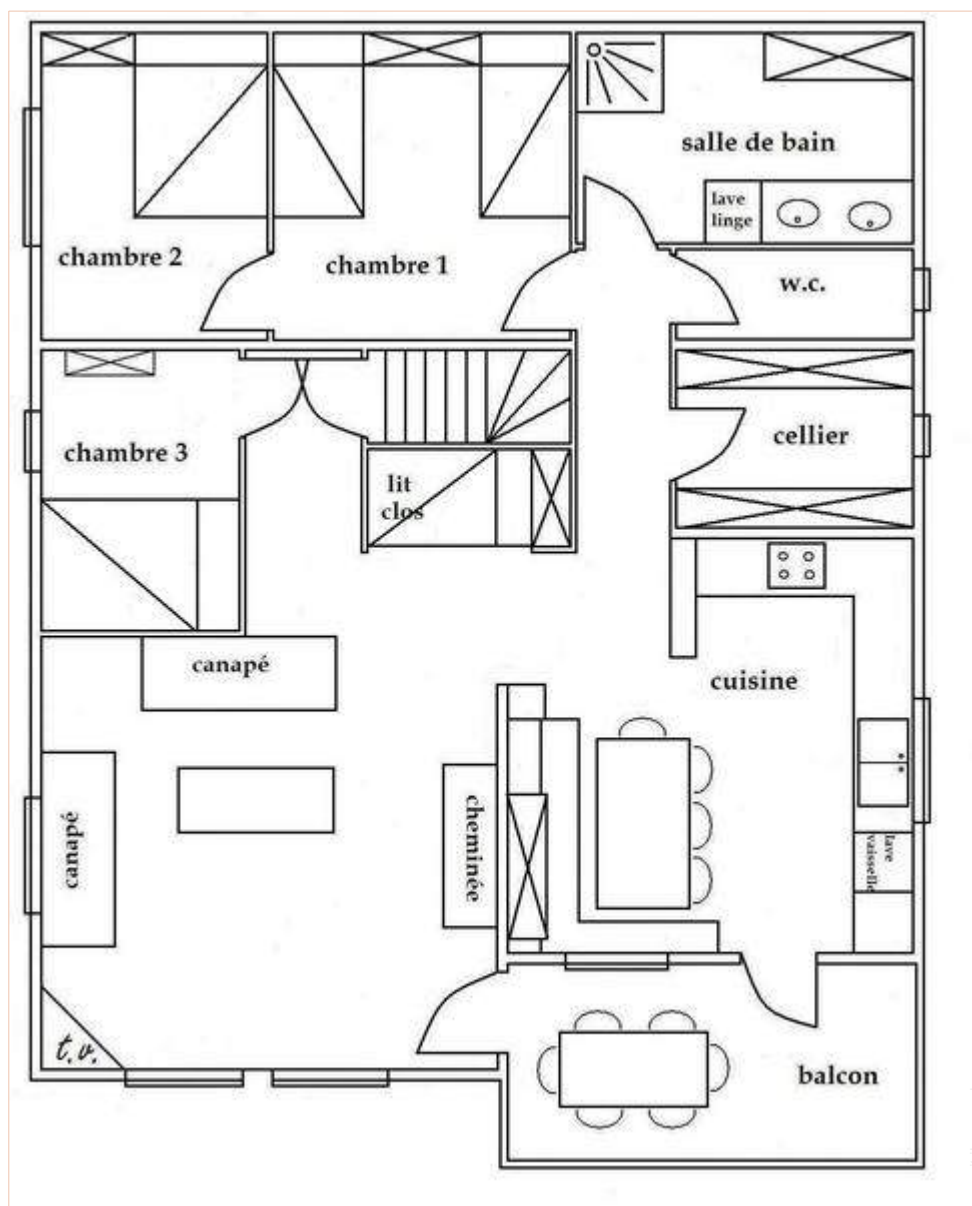 salle de bain
lave
linge
chambre 2
chambre 1
w.c.
chambre 3
cellier
lit
clos
canapé
cuisine
canapé
cheminée
lave
vaisselle
t.v.
balcon